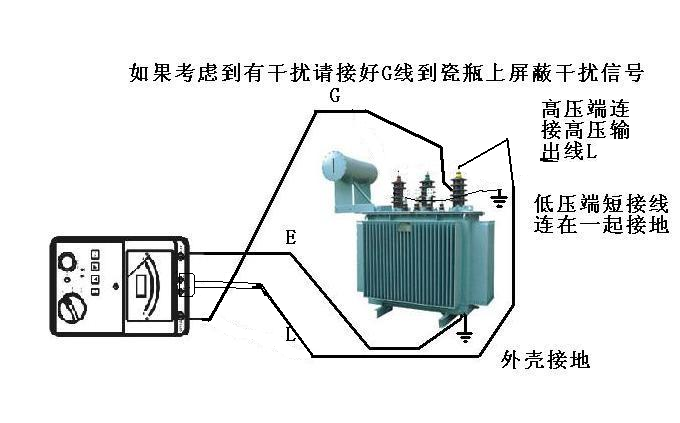 如果考虑到有干扰请接好G线到瓷瓶上屏蔽干扰信号
G
高压端连
接高压输
出线L
低压端短接线
连在一起接地
E
L
外壳接地